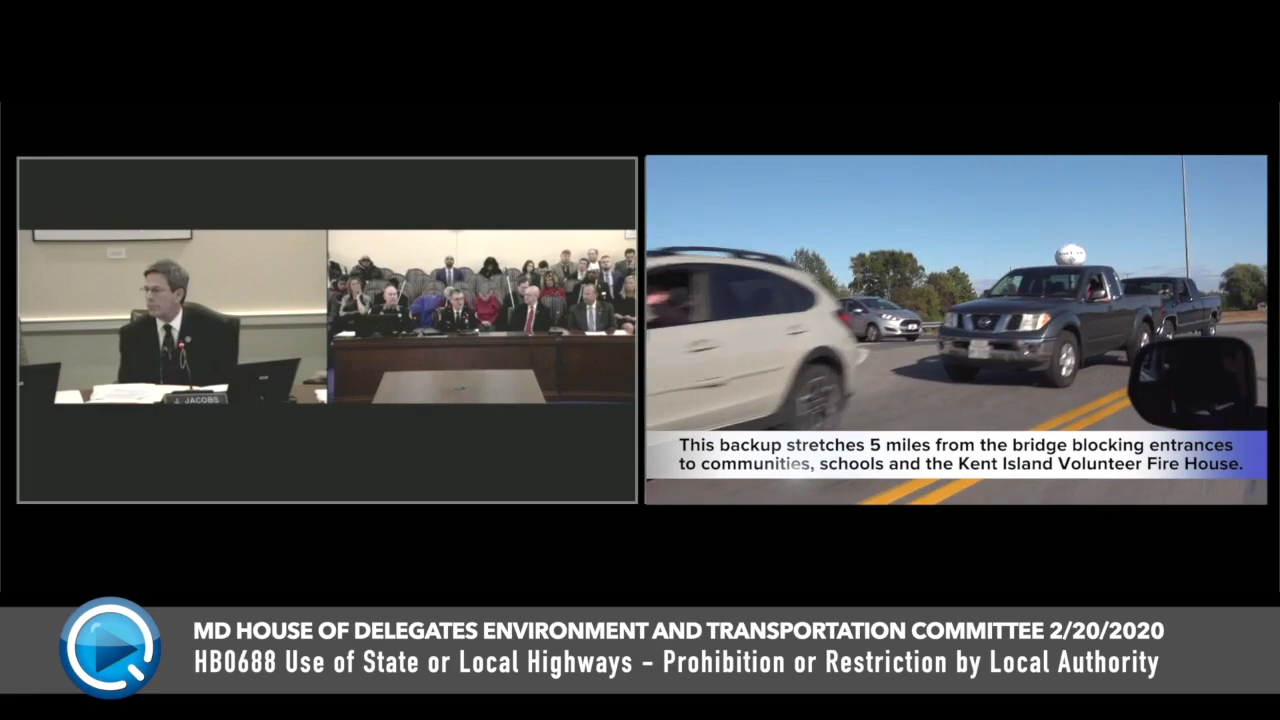 J. JACOBS
This backup stretches 5 miles from the bridge blocking entrances
to communities, schools and the Kent Island Volunteer Fire House.
MD HOUSE OF DELEGATES ENVIRONMENT AND TRANSPORTATION COMMITTEE 2/20/2020
HB0688 Use of State or Local Highways - Prohibition or Restriction by Local Authority